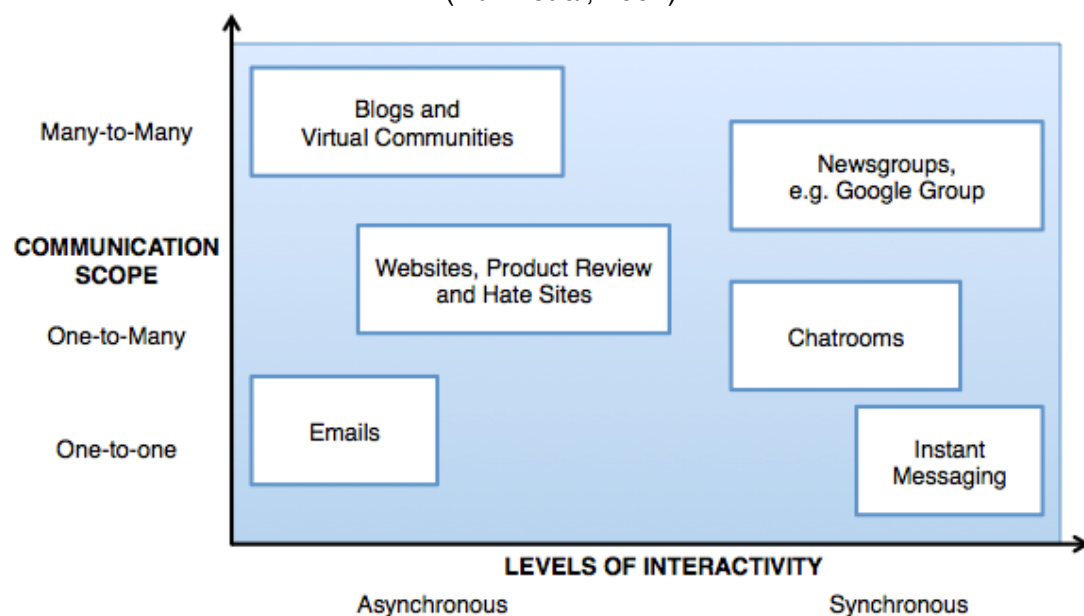 Many-to-Many
Blogs and
Virtual Communities
Newsgroups,
e.g. Google Group
COMMUNICATION
SCOPE
Websites, Product Review
and Hate Sites
One-to-Many
Chatrooms
One-to-one
Emails
Instant
Messaging
LEVELS OF INTERACTIVITY
Asynchronous
Synchronous